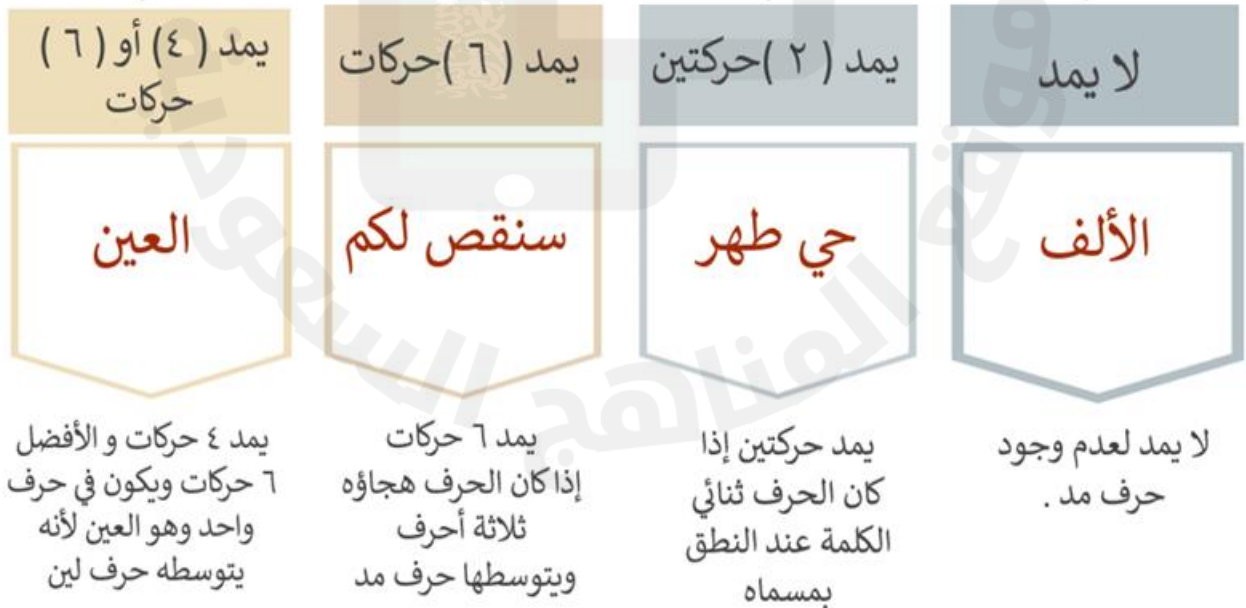 لا يمد
يمد ( ٢ )حركتين
يمد ( ٦ )حركات
يمد ( ٤) أو ( ٦ )
حركات
الألف
حي طهر
سنقص لكم
العين
لا يمد لعدم وجود
حرف مد .
يمد حركتين إذا
كان الحرف ثنائي
الكلمة عند النطق
بمسماه
يمد ٦ حركات
إذا كان الحرف هجاؤه
ثلاثة أحرف
ويتوسطها حرف مد
يمد ٤ حركات و الأفضل
٦ حركات ويكون في حرف
واحد وهو العين لأنه
يتوسطه حرف لين
موقع المناهج السعودية